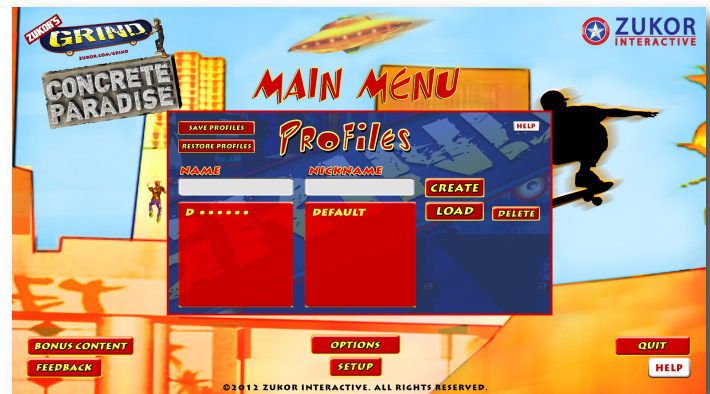 ZUKOR'S
GRIND
ZUKOR.COM/GRIND
CONCRETE
PARADISE
ZUKOR
INTERACTIVE
MAIN MENU
SAVE PROFILES
RESTORE PROFILES
PROFILES
HELP
NAME
NICKNAME
CREATE
D • • • • • •
DEFAULT
LOAD
DELETE
BONUS CONTENT
OPTIONS
QUIT
FEEDBACK
SETUP
HELP
©2012 ZUKOR INTERACTIVE. ALL RIGHTS RESERVED.